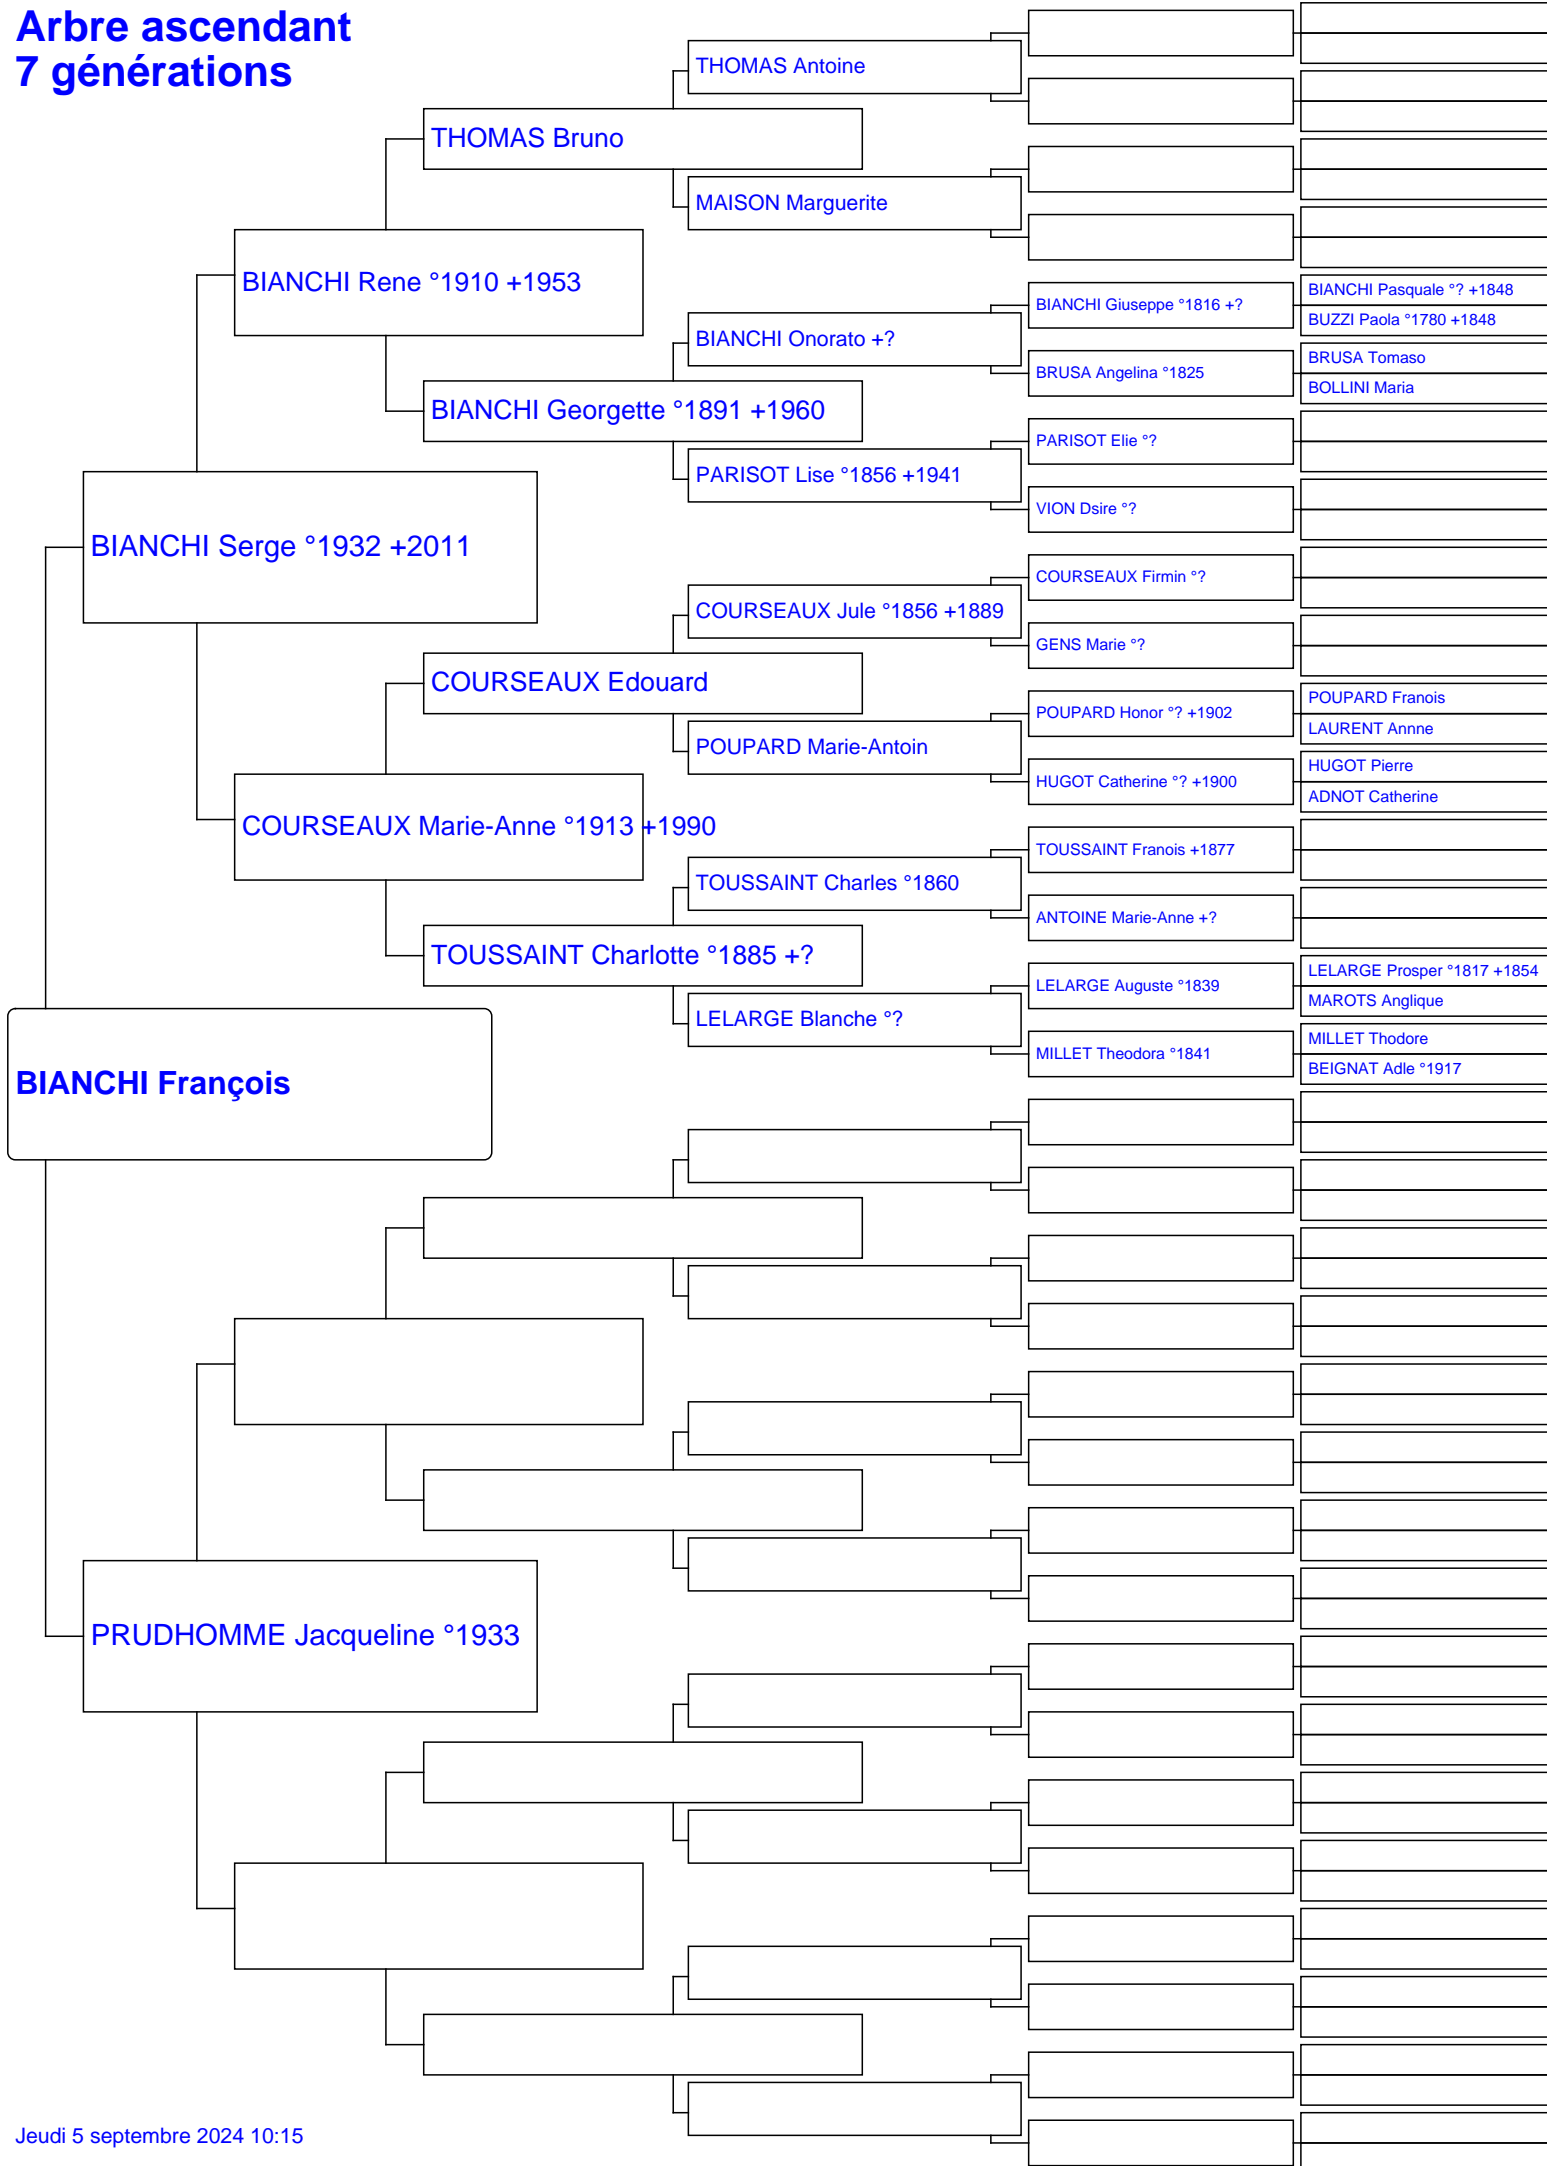 Arbre ascendant
7 générations
THOMAS Antoine
THOMAS Bruno
MAISON Marguerite
BIANCHI Rene °1910 +1953
BIANCHI Giuseppe °1816 +?
BIANCHI Pasquale °? +1848
BUZZI Paola °1780 +1848
BIANCHI Onorato +?
BRUSA Angelina °1825
BRUSA Tomaso
BOLLINI Maria
BIANCHI Georgette °1891 +1960
PARISOT Elie °?
PARISOT Lise °1856 +1941
VION Dsire °?
BIANCHI Serge °1932 +2011
COURSEAUX Firmin °?
COURSEAUX Jule °1856 +1889
GENS Marie °?
COURSEAUX Edouard
POUPARD Honor °? +1902
POUPARD Franois
LAURENT Annne
POUPARD Marie-Antoin
HUGOT Catherine °? +1900
HUGOT Pierre
ADNOT Catherine
COURSEAUX Marie-Anne °1913 +1990
TOUSSAINT Franois +1877
TOUSSAINT Charles °1860
ANTOINE Marie-Anne +?
TOUSSAINT Charlotte °1885 +?
LELARGE Auguste °1839
LELARGE Prosper °1817 +1854
MAROTS Anglique
LELARGE Blanche °?
MILLET Theodora °1841
MILLET Thodore
BEIGNAT Adle °1917
BIANCHI François
PRUDHOMME Jacqueline °1933
Jeudi 5 septembre 2024 10:15